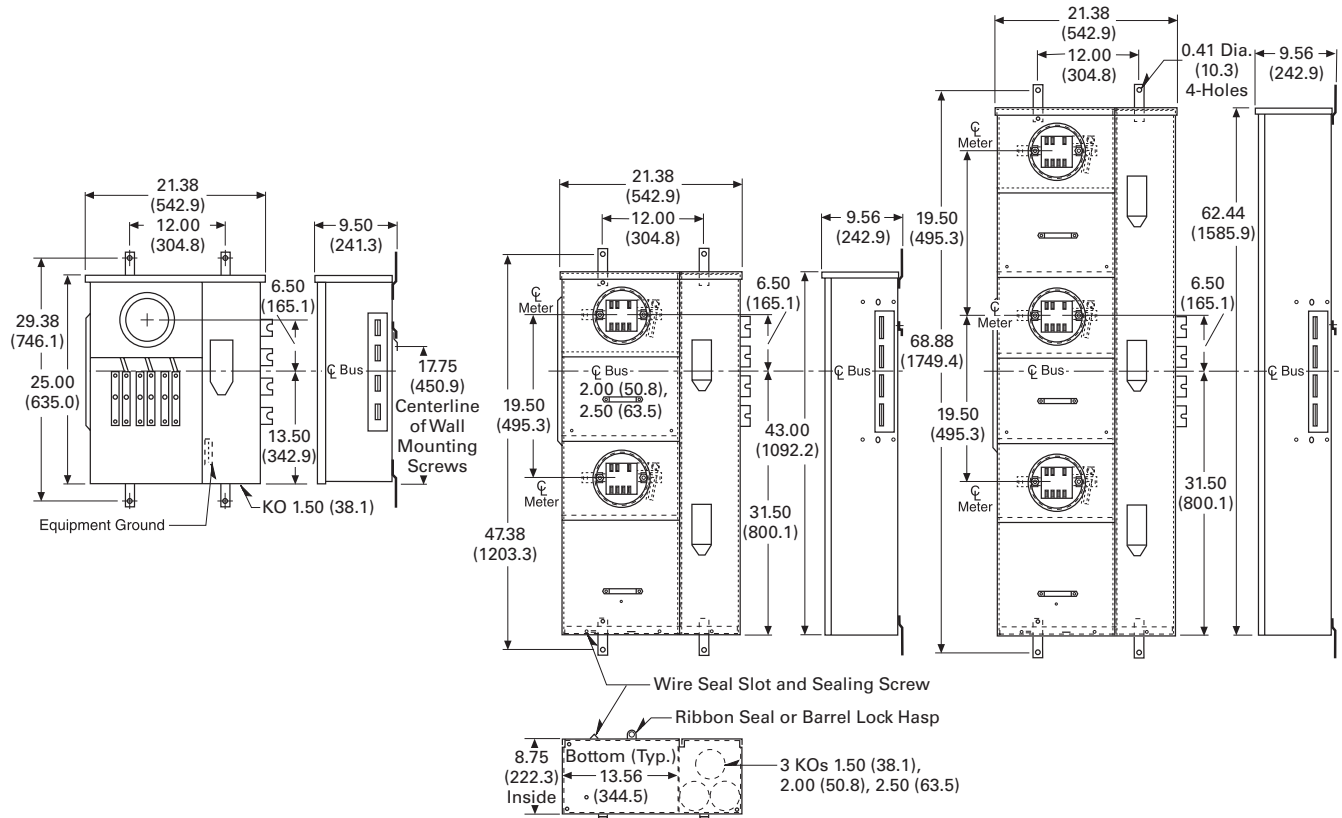 21.38
(542.9)
12.00
(304.8)
9.50
(241.3)
29.38
(746.1)
25.00
(635.0)
6.50
(165.1)
℄ Bus
17.75
(450.9)
Centerline
of Wall
Mounting
Screws
13.50
(342.9)
KO 1.50 (38.1)
Equipment Ground
21.38
(542.9)
12.00
(304.8)
9.56
(242.9)
℄
Meter
6.50
(165.1)
℄ Bus
2.00 (50.8),
2.50 (63.5)
℄ Bus
19.50
(495.3)
43.00
(1092.2)
℄
Meter
31.50
(800.1)
47.38
(1203.3)
21.38
(542.9)
12.00
(304.8)
0.41 Dia.
(10.3)
4-Holes
9.56
(242.9)
℄
Meter
19.50
(495.3)
62.44
(1585.9)
6.50
(165.1)
℄
Meter
68.88
(1749.4)
℄ Bus
℄ Bus
19.50
(495.3)
℄
Meter
31.50
(800.1)
Wire Seal Slot and Sealing Screw
Ribbon Seal or Barrel Lock Hasp
8.75
(222.3)
Inside
Bottom (Typ.)
13.56
(344.5)
3 KOs 1.50 (38.1),
2.00 (50.8), 2.50 (63.5)